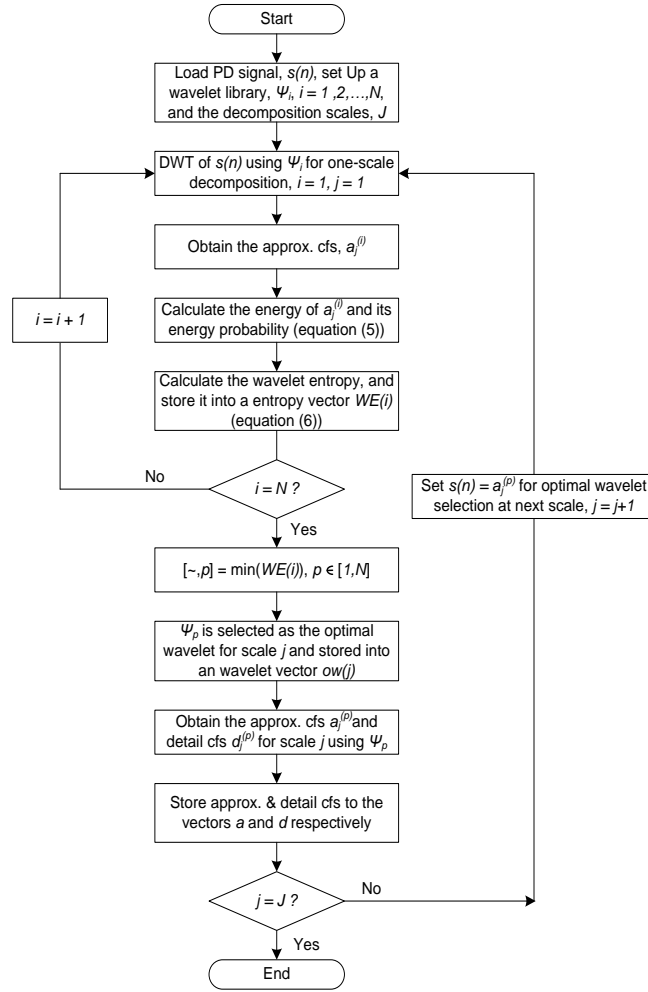 Start
Load PD signal, s(n), set Up a
wavelet library, Ψi, i = 1 ,2,…,N,
and the decomposition scales, J
DWT of s(n) using Ψi for one-scale
decomposition, i = 1, j = 1
Obtain the approx. cfs, aj(i)
Calculate the energy of aj(i) and its
energy probability (equation (5))
i = i + 1
Calculate the wavelet entropy, and
store it into a entropy vector WE(i)
(equation (6))
No
i = N ?
Yes
Set s(n) = aj(p) for optimal wavelet
selection at next scale, j = j+1
[~,p] = min(WE(i)), p ϵ [1,N]
Ψp is selected as the optimal
wavelet for scale j and stored into
an wavelet vector ow(j)
Obtain the approx. cfs aj(p)and
detail cfs dj(p) for scale j using Ψp
Store approx. & detail cfs to the
vectors a and d respectively
j = J ?
No
Yes
End